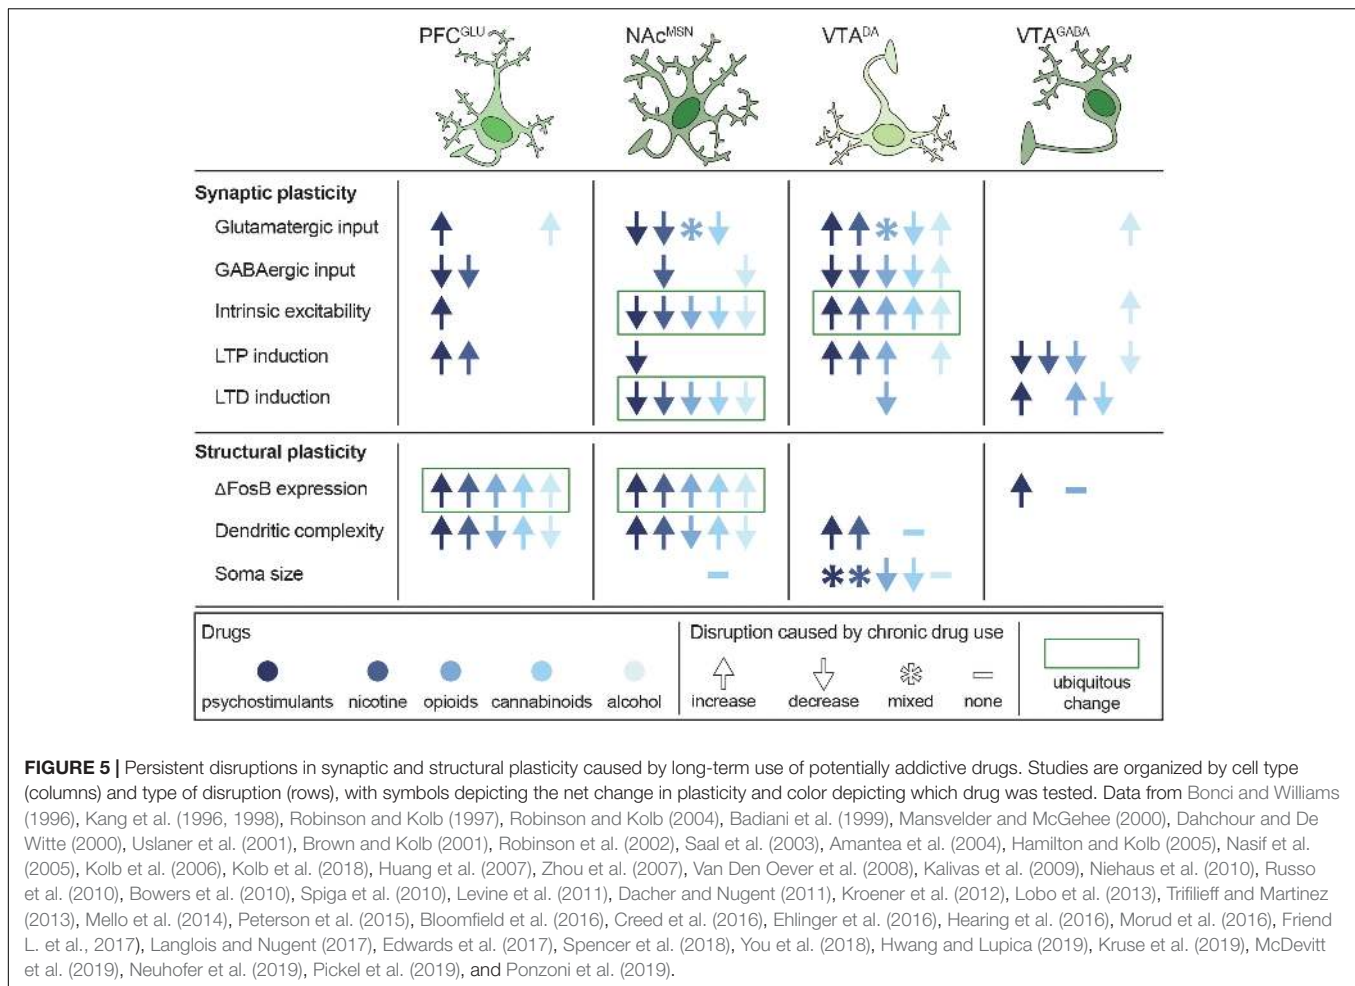 PFCGLU NAcMSN VTADA VTAGABA
Synaptic plasticity
Glutamatergic input
GABAergic input
Intrinsic excitability
LTP induction
LTD induction
Structural plasticity
ΔFosB expression
Dendritic complexity
Soma size
Drugs
psychostimulants nicotine opioids cannabinoids alcohol
Disruption caused by chronic drug use
increase decrease mixed none
ubiquitous
change
FIGURE 5 | Persistent disruptions in synaptic and structural plasticity caused by long-term use of potentially addictive drugs. Studies are organized by cell type
(columns) and type of disruption (rows), with symbols depicting the net change in plasticity and color depicting which drug was tested. Data from Bonci and Williams
(1996), Kang et al. (1996, 1998), Robinson and Kolb (1997), Robinson and Kolb (2004), Badiani et al. (1999), Mansvelder and McGehee (2000), Dahchour and De
Witte (2000), Uslaner et al. (2001), Brown and Kolb (2001), Robinson et al. (2002), Saal et al. (2003), Amantea et al. (2004), Hamilton and Kolb (2005), Nasif et al.
(2005), Kolb et al. (2006), Kolb et al. (2018), Huang et al. (2007), Zhou et al. (2007), Van Den Oever et al. (2008), Kalivas et al. (2009), Niehaus et al. (2010), Russo
et al. (2010), Bowers et al. (2010), Spiga et al. (2010), Levine et al. (2011), Dacher and Nugent (2011), Kroener et al. (2012), Lobo et al. (2013), Trifilieff and Martinez
(2013), Mello et al. (2014), Peterson et al. (2015), Bloomfield et al. (2016), Creed et al. (2016), Ehlinger et al. (2016), Hearing et al. (2016), Morud et al. (2016), Friend
L. et al., 2017), Langlois and Nugent (2017), Edwards et al. (2017), Spencer et al. (2018), You et al. (2018), Hwang and Lupica (2019), Kruse et al. (2019), McDevitt
et al. (2019), Neuhofer et al. (2019), Pickel et al. (2019), and Ponzoni et al. (2019).